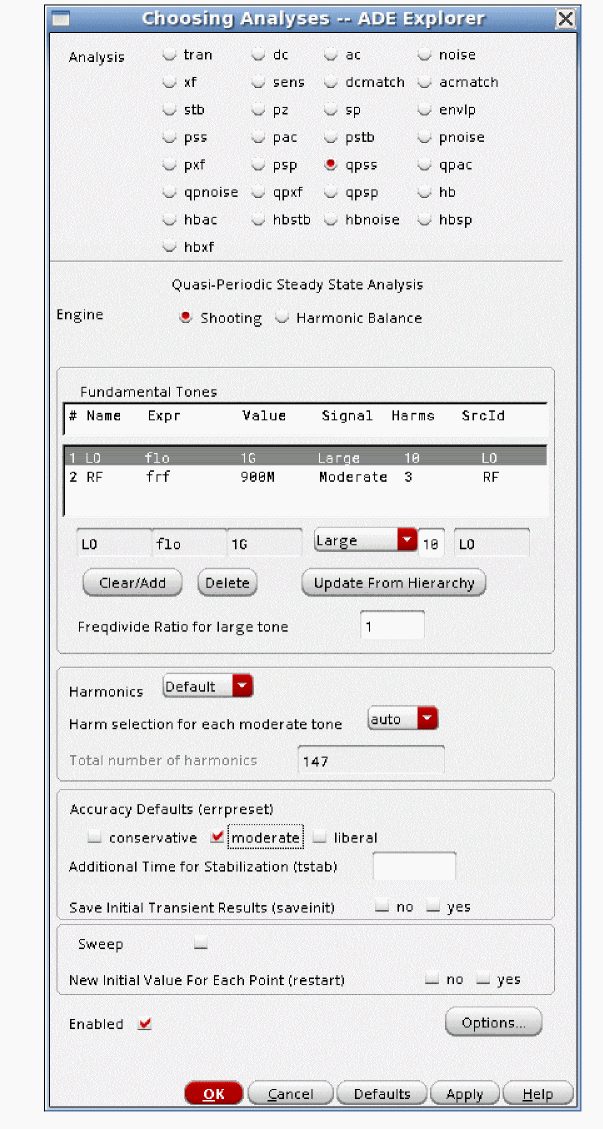 Choosing Analyses -- ADE Explorer
Analysis tran dc ac noise
xf sens dcmatch acmatch
stb pz sp envlp
pss pac pstb pnoise
pxf psp qpss qpac
qpnoise qpxf qpsp hb
hbac hbstb hbnoise hbsp
hbxf
Quasi-Periodic Steady State Analysis
Engine Shooting Harmonic Balance
Fundamental Tones
# Name Expr Value Signal Harms SrcId
1 LO flo 1G Large 10 LO
2 RF frf 900M Moderate 3 RF
LO flo 1G Large 10 LO
Clear/Add Delete Update From Hierarchy
Freqdivide Ratio for large tone 1
Harmonics Default
Harm selection for each moderate tone auto
Total number of harmonics 147
Accuracy Defaults (errpreset)
conservative moderate liberal
Additional Time for Stabilization (tstab)
Save Initial Transient Results (saveinit) no yes
Sweep
New Initial Value For Each Point (restart) no yes
Enabled Options...
OK Cancel Defaults Apply Help